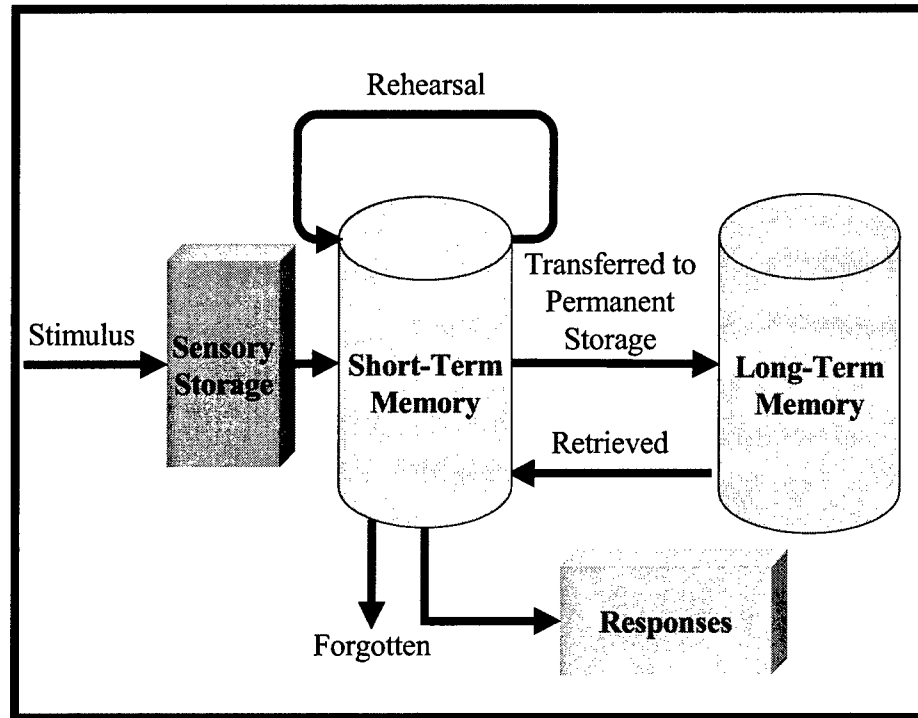 Rehearsal
Stimulus
Sensory
Storage
Short-Term
Memory
Transferred to
Permanent
Storage
Retrieved
Long-Term
Memory
Forgotten
Responses